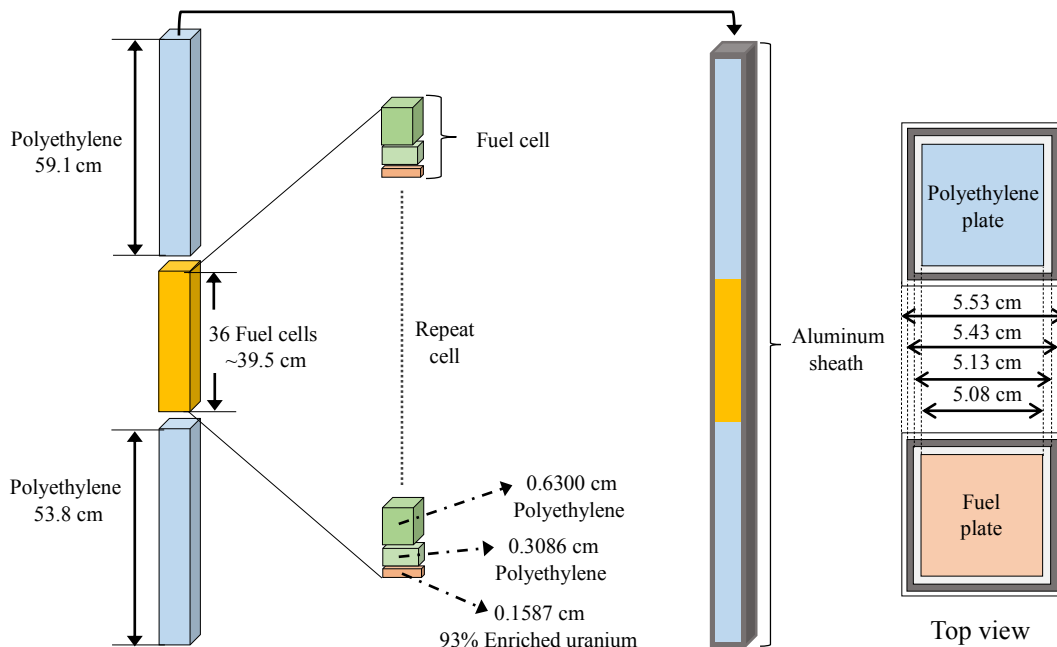 Polyethylene
59.1 cm
36 Fuel cells
~39.5 cm
Polyethylene
53.8 cm
Fuel cell
Repeat
cell
0.6300 cm
Polyethylene
0.3086 cm
Polyethylene
0.1587 cm
93% Enriched uranium
Aluminum
sheath
Polyethylene
plate
5.53 cm
5.43 cm
5.13 cm
5.08 cm
Fuel
plate
Top view